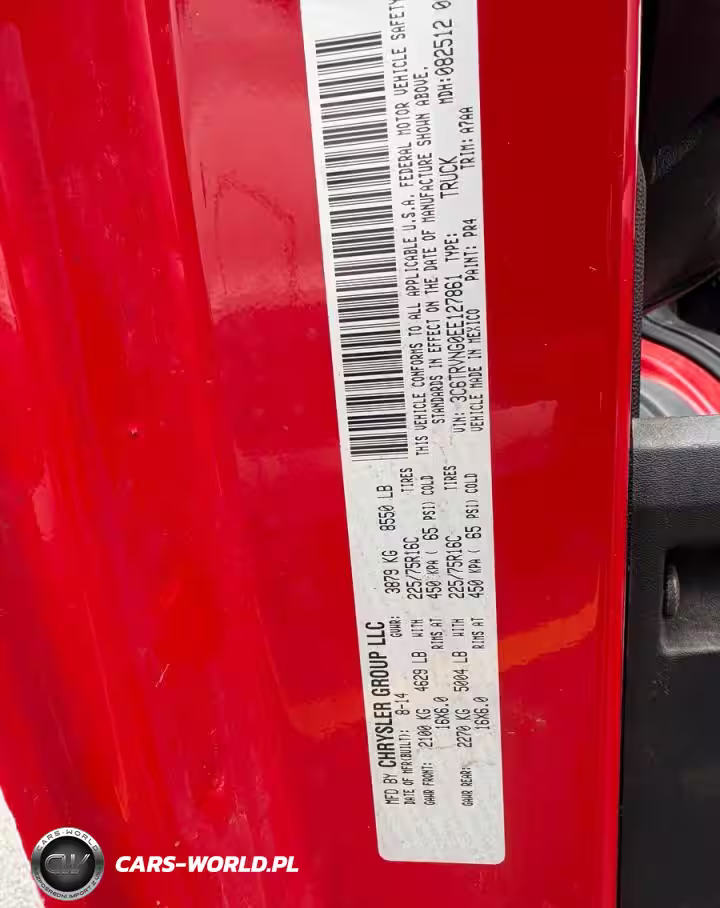 MFD BY CHRYSLER GROUP LLC
DATE OF MFR(BUILT): 8-14 GVWR: 3879 KG 8550 LB
GAWR FRONT: 2100 KG 4629 LB WITH 225/75R16C TIRES
16X6.0 RIMS AT 450 KPA ( 65 PSI) COLD
GAWR REAR: 2270 KG 5004 LB WITH 225/75R16C TIRES
16X6.0 RIMS AT 450 KPA ( 65 PSI) COLD
THIS VEHICLE CONFORMS TO ALL APPLICABLE U.S.A. FEDERAL MOTOR VEHICLE SAFETY
STANDARDS IN EFFECT ON THE DATE OF MANUFACTURE SHOWN ABOVE.
VIN: 3C6TRVNG0EE127861 TYPE: TRUCK MDH: 082512 0
VEHICLE MADE IN MEXICO PAINT: PR4 TRIM: A7AA
CARS-WORLD
CW
CARS-WORLD.PL